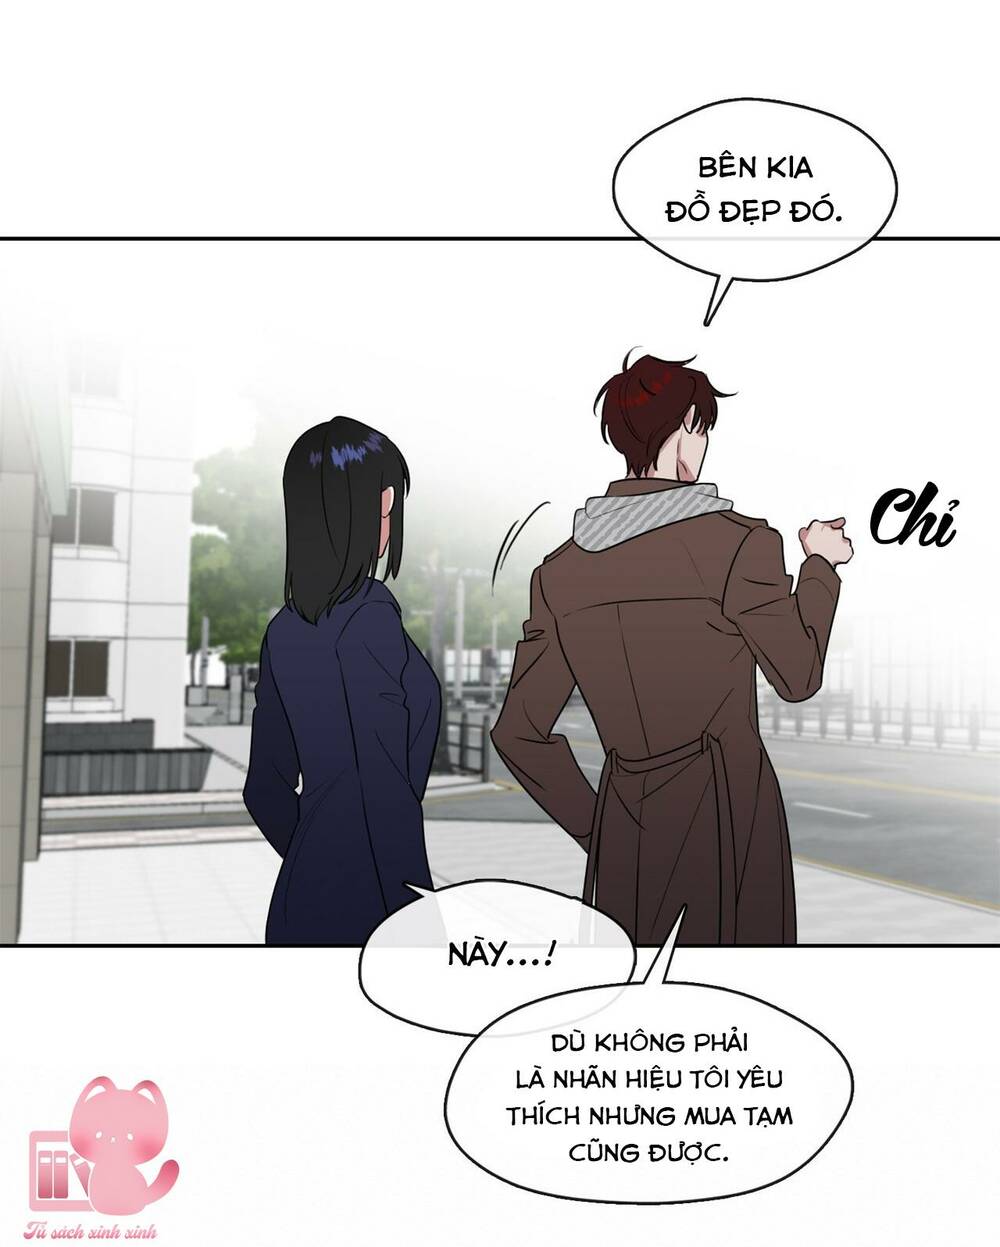 BÊN KIA
ĐỒ ĐẸP ĐÓ.
Chỉ
NÀY...!
DÙ KHÔNG PHẢI
LÀ NHÃN HIỆU TÔI YÊU
THÍCH NHƯNG MUA TẠM
CŨNG ĐƯỢC.
Tủ sách xinh xinh